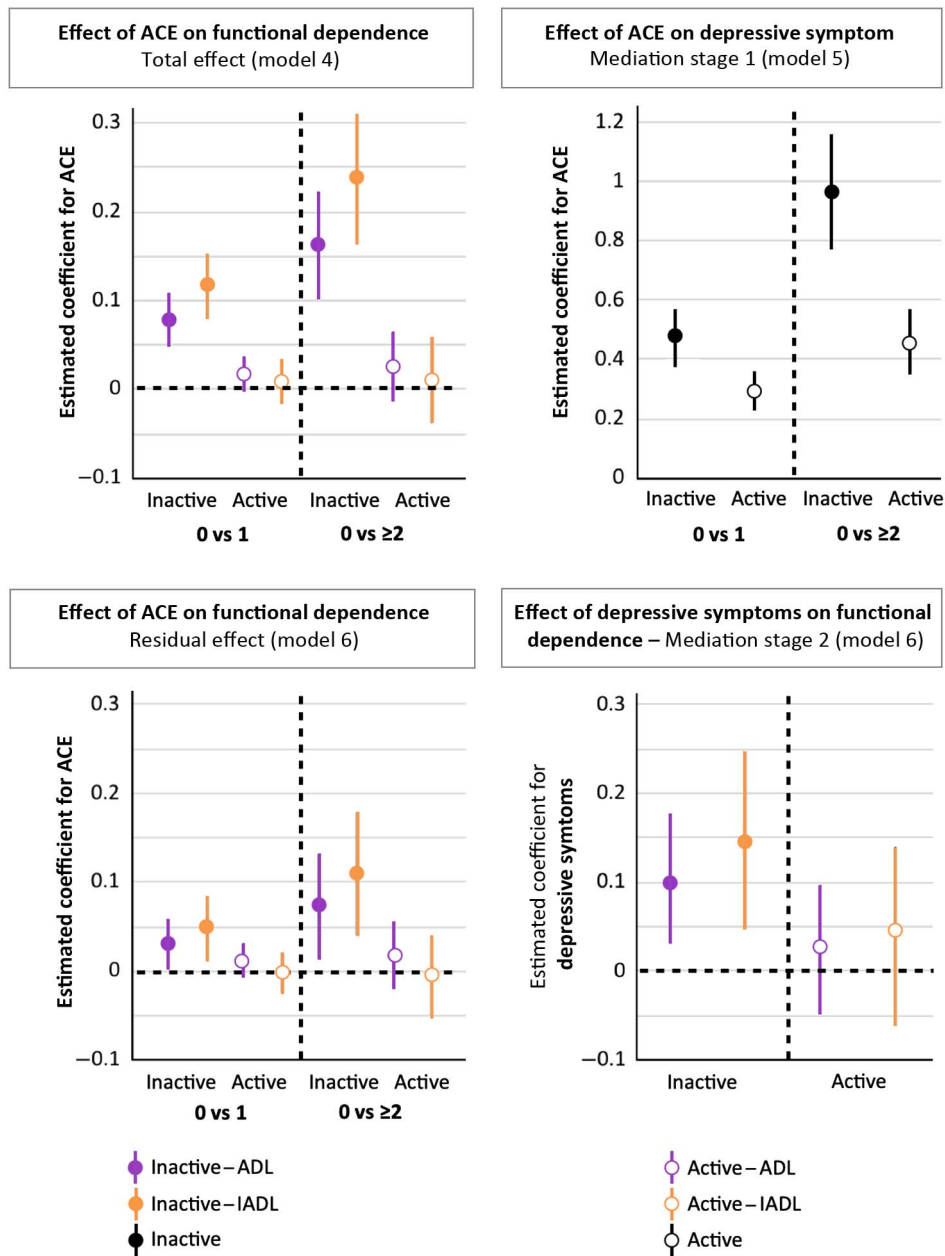 Effect of ACE on functional dependence
Total effect (model 4)
Estimated coefficient for ACE
0.3
0.2
0.1
0
−0.1
Inactive Active Inactive Active
0 vs 1 0 vs ≥2
Effect of ACE on depressive symptom
Mediation stage 1 (model 5)
Estimated coefficient for ACE
1.2
1
0.8
0.6
0.4
0.2
0
Inactive Active Inactive Active
0 vs 1 0 vs ≥2
Effect of ACE on functional dependence
Residual effect (model 6)
Estimated coefficient for ACE
0.3
0.2
0.1
0
−0.1
Inactive Active Inactive Active
0 vs 1 0 vs ≥2
Effect of depressive symptoms on functional
dependence – Mediation stage 2 (model 6)
Estimated coefficient for
depressive symtoms
0.3
0.2
0.1
0
−0.1
Inactive Active
Inactive – ADL
Inactive – IADL
Inactive
Active – ADL
Active – IADL
Active